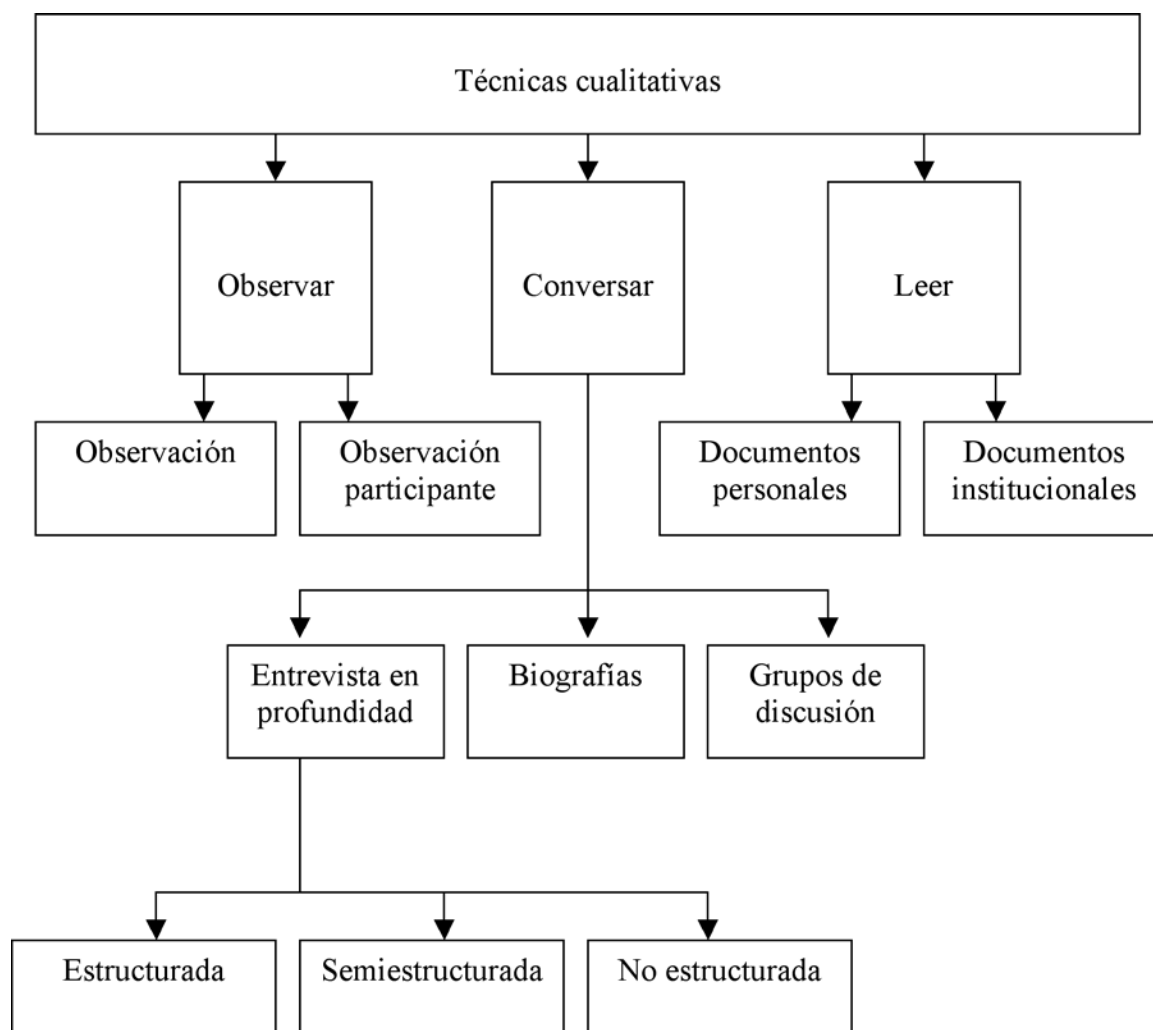 Técnicas cualitativas
Observar
Conversar
Leer
Observación
Observación
participante
Documentos
personales
Documentos
institucionales
Entrevista en
profundidad
Biografías
Grupos de
discusión
Estructurada
Semiestructurada
No estructurada